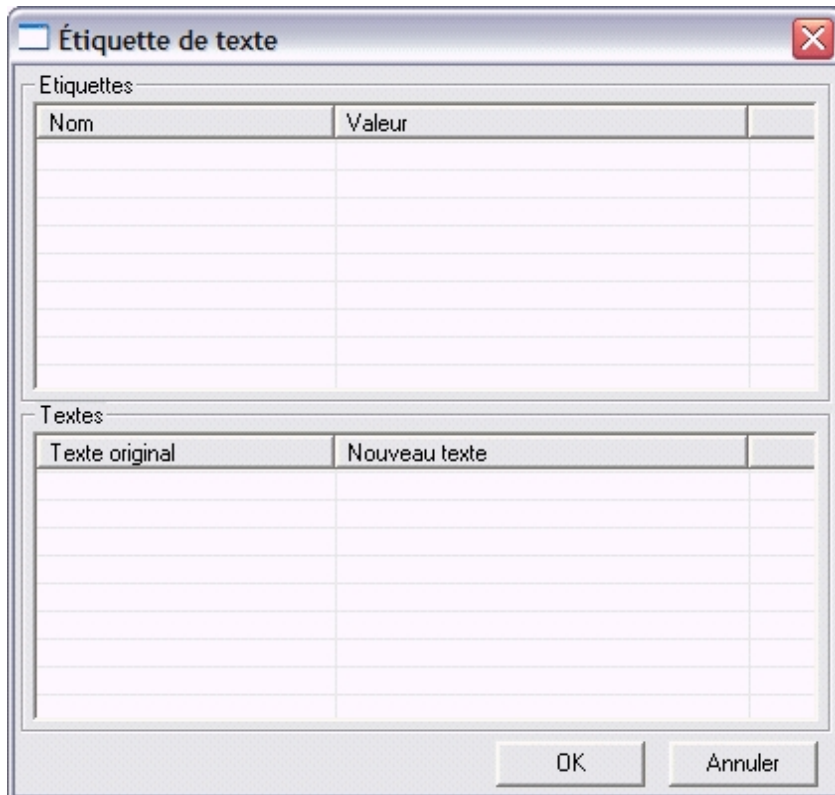 Étiquette de texte
Etiquettes
Nom Valeur
Textes
Texte original Nouveau texte
OK Annuler